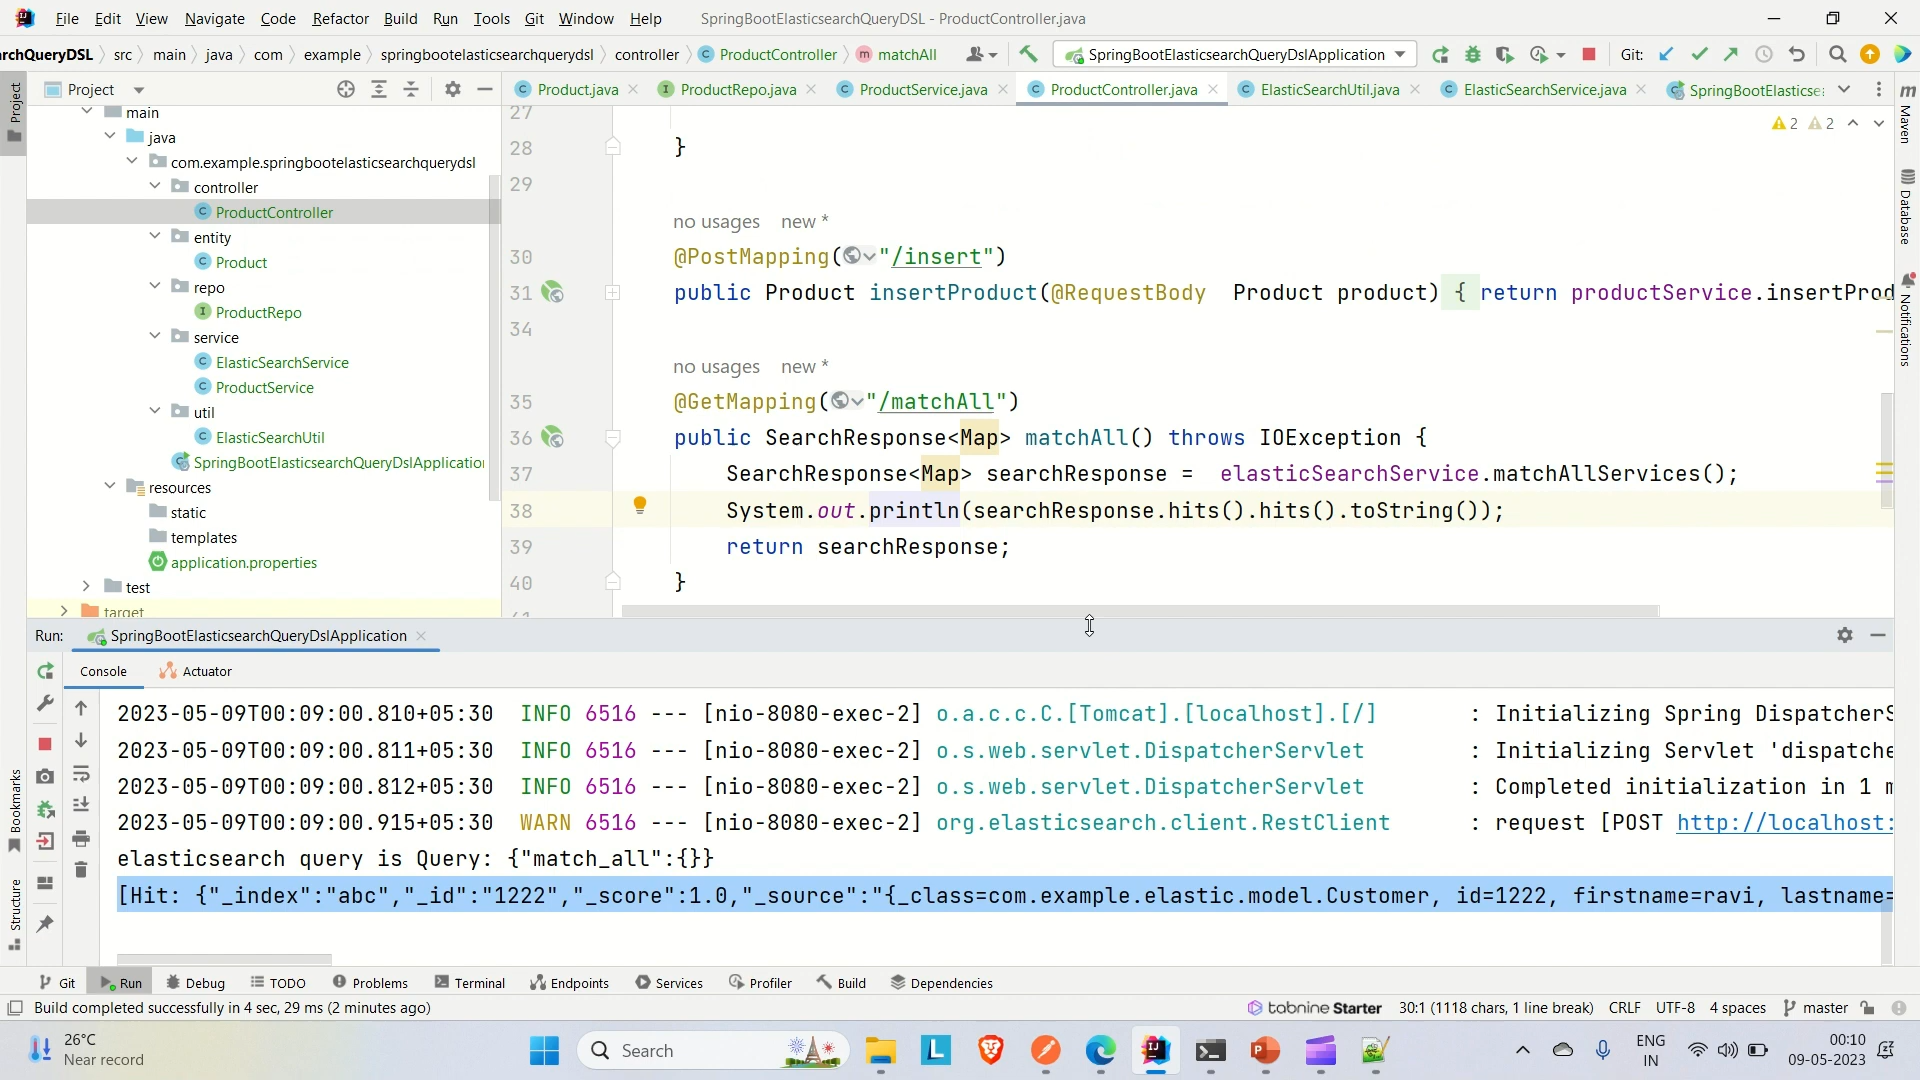 File Edit View Navigate Code Refactor Build Run Tools Git Window Help SpringBootElasticsearchQueryDSL - ProductController.java
rchQueryDSL src main java com example springbootelasticsearchquerydsl controller ProductController matchAll SpringBootElasticsearchQueryDslApplication Git:
Project Product.java ProductRepo.java ProductService.java ProductController.java ElasticSearchUtil.java ElasticSearchService.java SpringBootElasticse
Project
Maven
Database
Notifications
Bookmarks
Structure
main
java
com.example.springbootelasticsearchquerydsl
controller
ProductController
entity
Product
repo
ProductRepo
service
ElasticSearchService
ProductService
util
ElasticSearchUtil
SpringBootElasticsearchQueryDslApplication
resources
static
templates
application.properties
test
target
2 2
27
28 }
29
no usages new *
30 @PostMapping("/insert")
31 public Product insertProduct(@RequestBody Product product) { return productService.insertProd
34
no usages new *
35 @GetMapping("/matchAll")
36 public SearchResponse<Map> matchAll() throws IOException {
37 SearchResponse<Map> searchResponse = elasticSearchService.matchAllServices();
38 System.out.println(searchResponse.hits().hits().toString());
39 return searchResponse;
40 }
Run: SpringBootElasticsearchQueryDslApplication
Console Actuator
2023-05-09T00:09:00.810+05:30 INFO 6516 --- [nio-8080-exec-2] o.a.c.c.C.[Tomcat].[localhost].[/] : Initializing Spring DispatcherS
2023-05-09T00:09:00.811+05:30 INFO 6516 --- [nio-8080-exec-2] o.s.web.servlet.DispatcherServlet : Initializing Servlet 'dispatche
2023-05-09T00:09:00.812+05:30 INFO 6516 --- [nio-8080-exec-2] o.s.web.servlet.DispatcherServlet : Completed initialization in 1 m
2023-05-09T00:09:00.915+05:30 WARN 6516 --- [nio-8080-exec-2] org.elasticsearch.client.RestClient : request [POST http://localhost:
elasticsearch query is Query: {"match_all":{}}
[Hit: {"_index":"abc","_id":"1222","_score":1.0,"_source":"{_class=com.example.elastic.model.Customer, id=1222, firstname=ravi, lastname=
Git Run Debug TODO Problems Terminal Endpoints Services Profiler Build Dependencies
Build completed successfully in 4 sec, 29 ms (2 minutes ago) tabnine Starter 30:1 (1118 chars, 1 line break) CRLF UTF-8 4 spaces master
26°C
Near record
Search
ENG
IN
00:10
09-05-2023